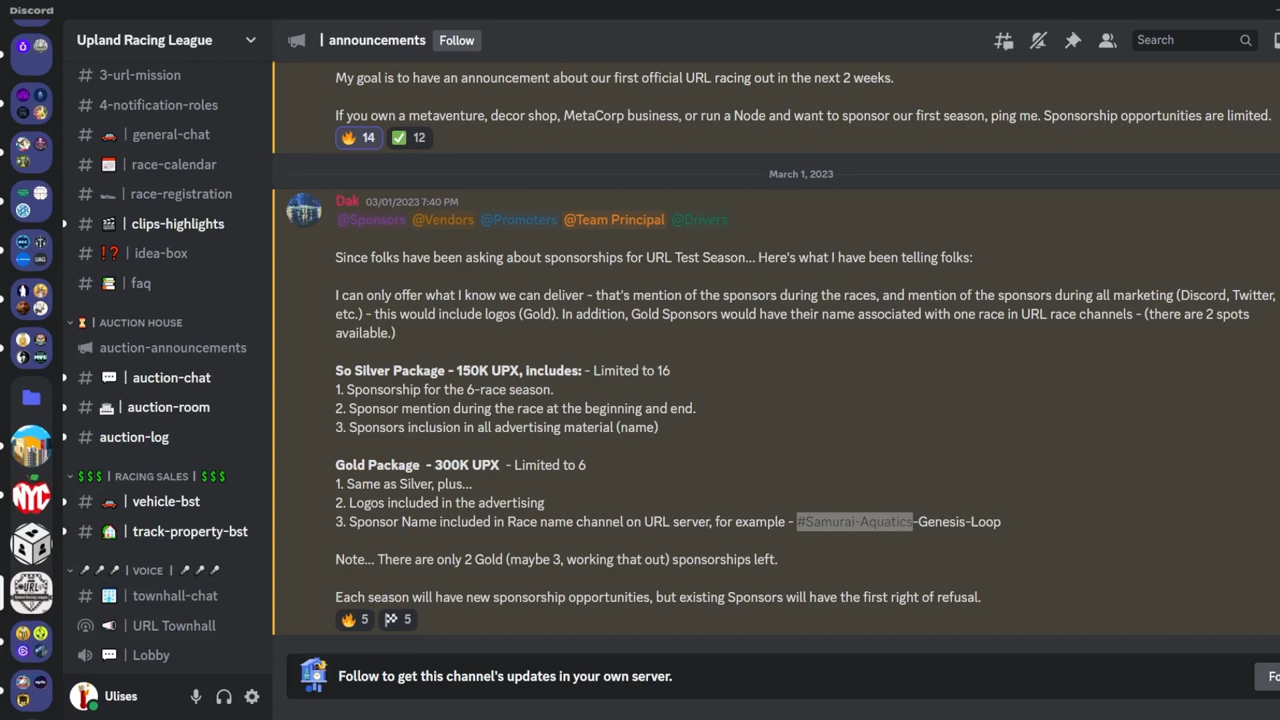 Discord
Upland Racing League
| announcements
Follow
Search
3-url-mission
4-notification-roles
| general-chat
| race-calendar
| race-registration
| clips-highlights
| idea-box
| faq
| AUCTION HOUSE
auction-announcements
| auction-chat
| auction-room
auction-log
$ $ $ | RACING SALES | $ $ $
| vehicle-bst
| track-property-bst
| VOICE |
| townhall-chat
| URL Townhall
| Lobby
Ulises
My goal is to have an announcement about our first official URL racing out in the next 2 weeks.
If you own a metaventure, decor shop, MetaCorp business, or run a Node and want to sponsor our first season, ping me. Sponsorship opportunities are limited.
14
12
March 1, 2023
Dak 03/01/2023 7:40 PM
@Sponsors @Vendors @Promoters @Team Principal @Drivers
Since folks have been asking about sponsorships for URL Test Season... Here's what I have been telling folks:
I can only offer what I know we can deliver - that's mention of the sponsors during the races, and mention of the sponsors during all marketing (Discord, Twitter,
etc.) - this would include logos (Gold). In addition, Gold Sponsors would have their name associated with one race in URL race channels - (there are 2 spots
available.)
So Silver Package - 150K UPX, includes: - Limited to 16
1. Sponsorship for the 6-race season.
2. Sponsor mention during the race at the beginning and end.
3. Sponsors inclusion in all advertising material (name)
Gold Package - 300K UPX - Limited to 6
1. Same as Silver, plus...
2. Logos included in the advertising
3. Sponsor Name included in Race name channel on URL server, for example - #Samurai-Aquatics-Genesis-Loop
Note... There are only 2 Gold (maybe 3, working that out) sponsorships left.
Each season will have new sponsorship opportunities, but existing Sponsors will have the first right of refusal.
5
5
Follow to get this channel's updates in your own server.
Fo
NYC
URL